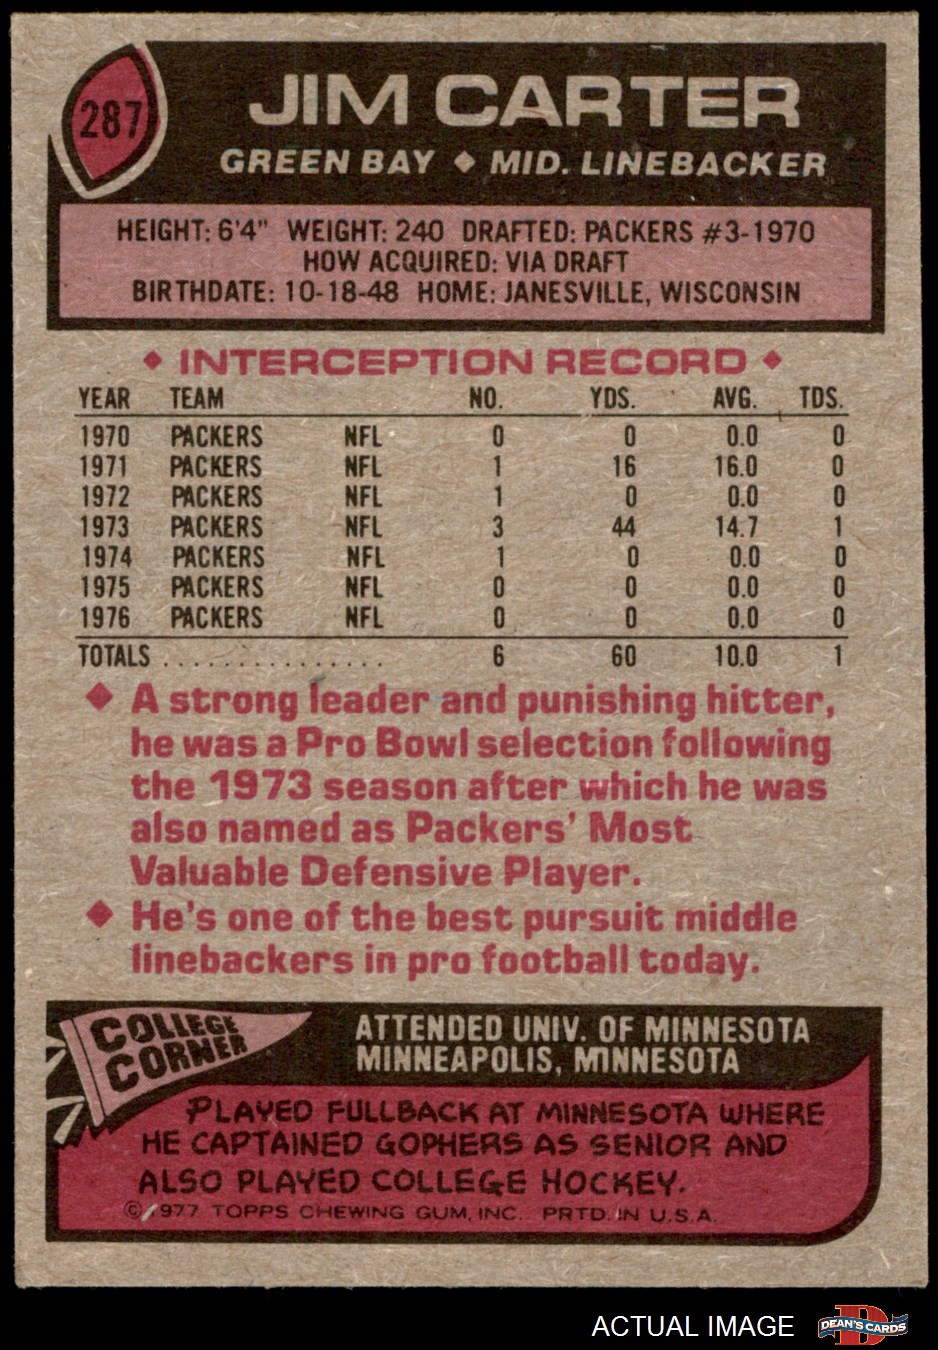 287
JIM CARTER
GREEN BAY ◆ MID. LINEBACKER
HEIGHT: 6'4" WEIGHT: 240 DRAFTED: PACKERS #3-1970
HOW ACQUIRED: VIA DRAFT
BIRTHDATE: 10-18-48 HOME: JANESVILLE, WISCONSIN
◆ INTERCEPTION RECORD ◆
YEAR TEAM NO. YDS. AVG. TDS.
1970 PACKERS NFL 0 0 0.0 0
1971 PACKERS NFL 1 16 16.0 0
1972 PACKERS NFL 1 0 0.0 0
1973 PACKERS NFL 3 44 14.7 1
1974 PACKERS NFL 1 0 0.0 0
1975 PACKERS NFL 0 0 0.0 0
1976 PACKERS NFL 0 0 0.0 0
TOTALS ............... 6 60 10.0 1
◆ A strong leader and punishing hitter,
he was a Pro Bowl selection following
the 1973 season after which he was
also named as Packers' Most
Valuable Defensive Player.
◆ He's one of the best pursuit middle
linebackers in pro football today.
COLLEGE
CORNER
ATTENDED UNIV. OF MINNESOTA
MINNEAPOLIS, MINNESOTA
PLAYED FULLBACK AT MINNESOTA WHERE
HE CAPTAINED GOPHERS AS SENIOR AND
ALSO PLAYED COLLEGE HOCKEY.
© 1977 TOPPS CHEWING GUM, INC. PRTD. IN U.S.A.
ACTUAL IMAGE
D
DEAN'S CARDS